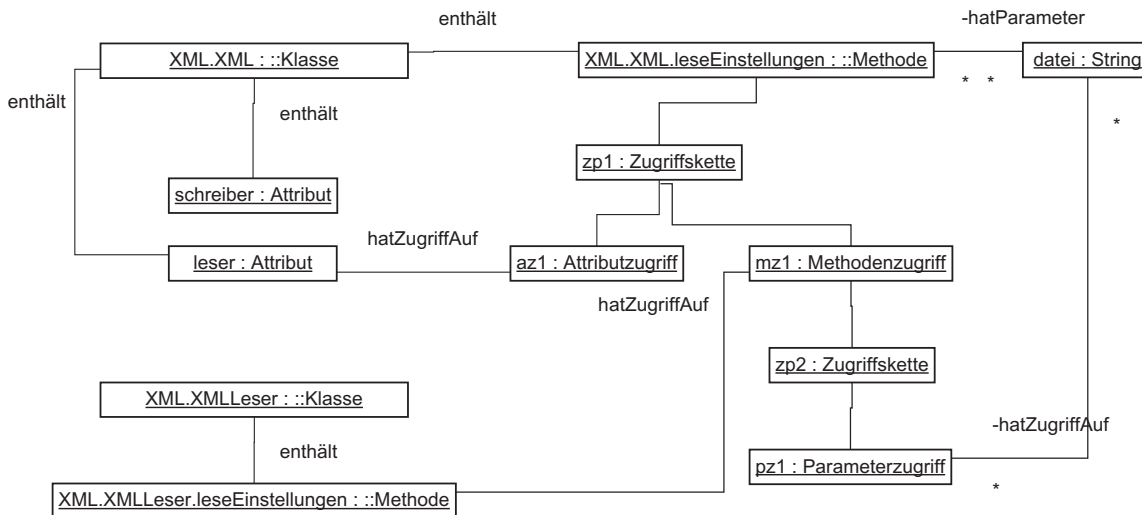 enthält
-hatParameter
XML.XML : ::Klasse
XML.XML.leseEinstellungen : ::Methode
datei : String
* *
enthält
enthält
*
zp1 : Zugriffskette
schreiber : Attribut
hatZugriffAuf
leser : Attribut
az1 : Attributzugriff
mz1 : Methodenzugriff
hatZugriffAuf
zp2 : Zugriffskette
XML.XMLLeser : ::Klasse
-hatZugriffAuf
enthält
pz1 : Parameterzugriff
*
XML.XMLLeser.leseEinstellungen : ::Methode